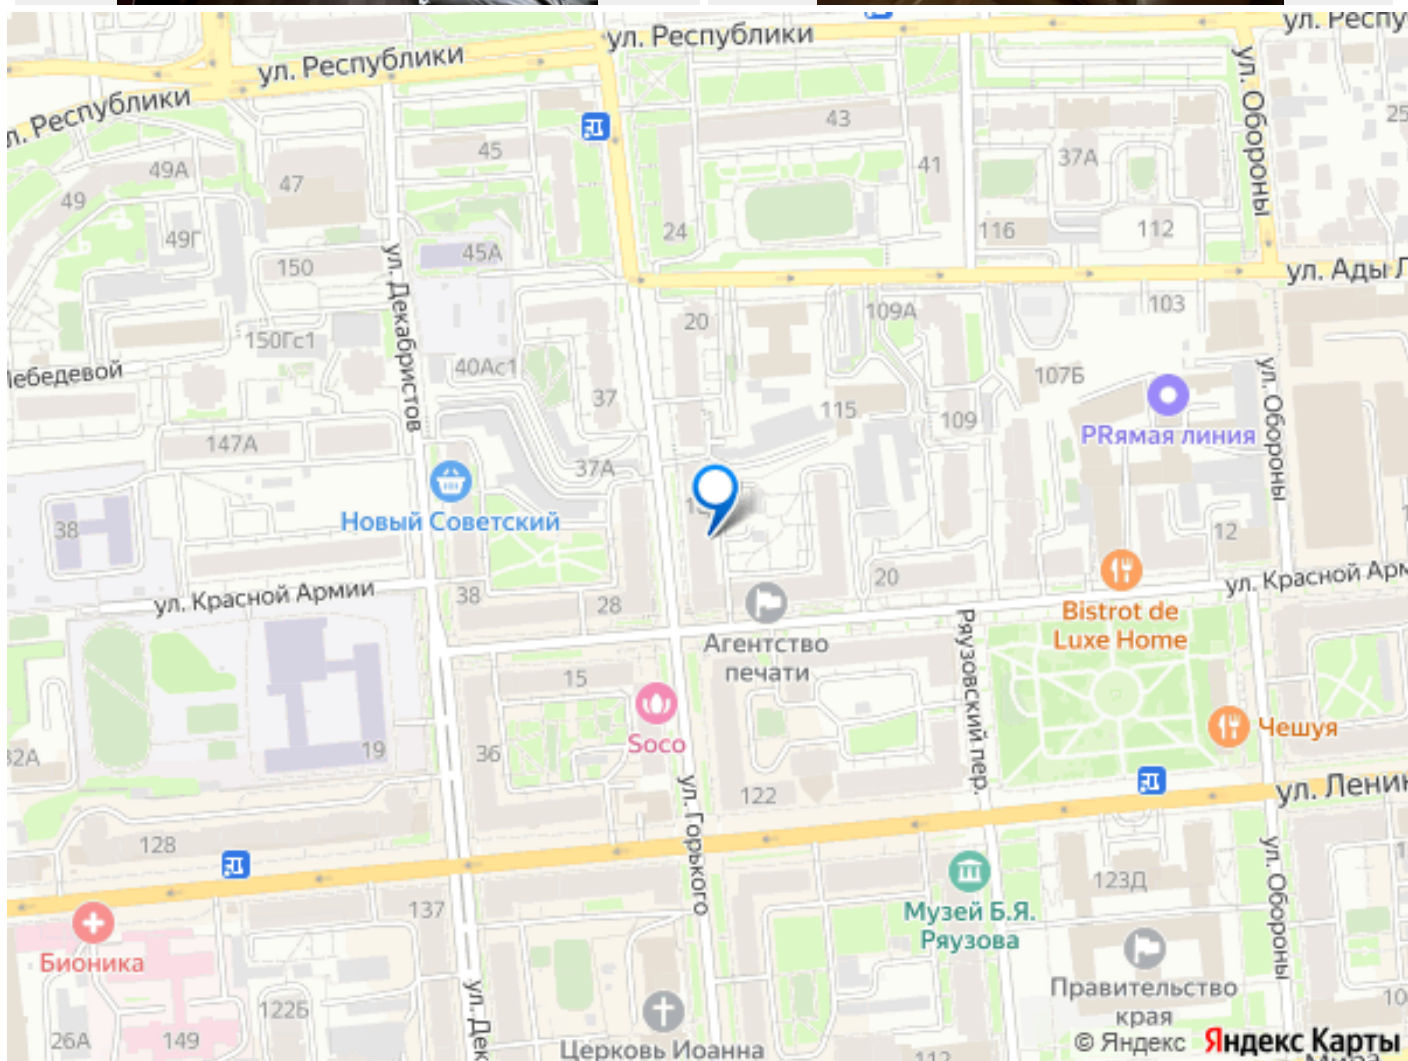 ул. Республики
ул. Респу
ул. Республики
ул. Республики
ул. Обороны
25
43
45
49А
41
37А
47
49
24
116
112
49Г
45А
150
ул. Ады Л
ул. Декабристов
103
109А
20
150Гс1
40Ас1
Лебедевой
107Б
37
115
109
ул. Обороны
PRямая линия
147А
37А
Новый Советский
38
12
20
ул. Красной Арм
ул. Красной Армии
38
28
Bistrot de
Luxe Home
Агентство
печати
Ряузовский пер.
15
Soco
Чешуя
32А
19
36
122
ул. Ленин
ул. Горького
128
ул. Обороны
123Д
137
Музей Б.Я.
Ряузова
Бионика
Правительство
края
122Б
ул. Дек
26А
149
Церковь Иоанна
112
© Яндекс Яндекс Карты